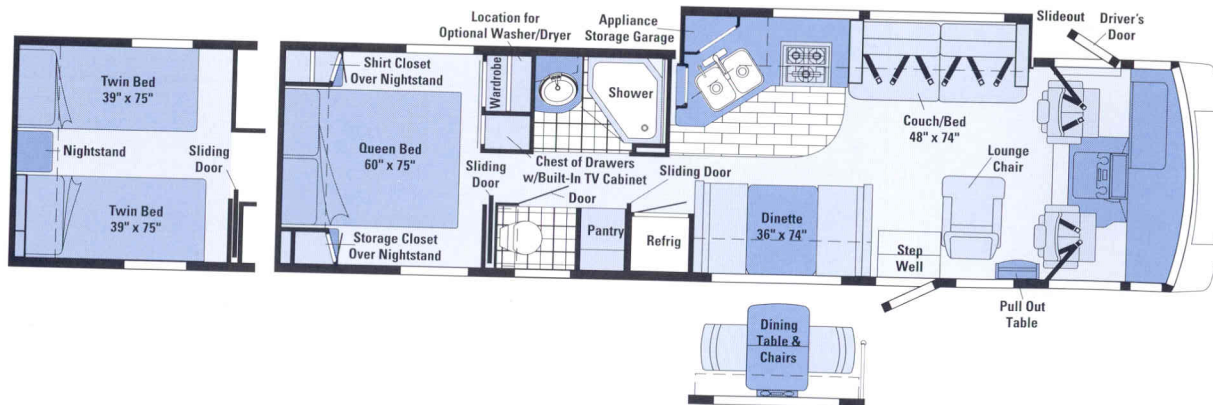 Twin Bed
39" x 75"
Nightstand
Sliding
Door
Twin Bed
39" x 75"
Shirt Closet
Over Nightstand
Queen Bed
60" x 75"
Storage Closet
Over Nightstand
Location for
Optional Washer/Dryer
Wardrobe
Shower
Chest of Drawers
w/Built-In TV Cabinet
Sliding
Door
Door
Sliding Door
Pantry
Refrig
Appliance
Storage Garage
Couch/Bed
48" x 74"
Slideout
Driver's
Door
Lounge
Chair
Dinette
36" x 74"
Step
Well
Pull Out
Table
Dining
Table &
Chairs